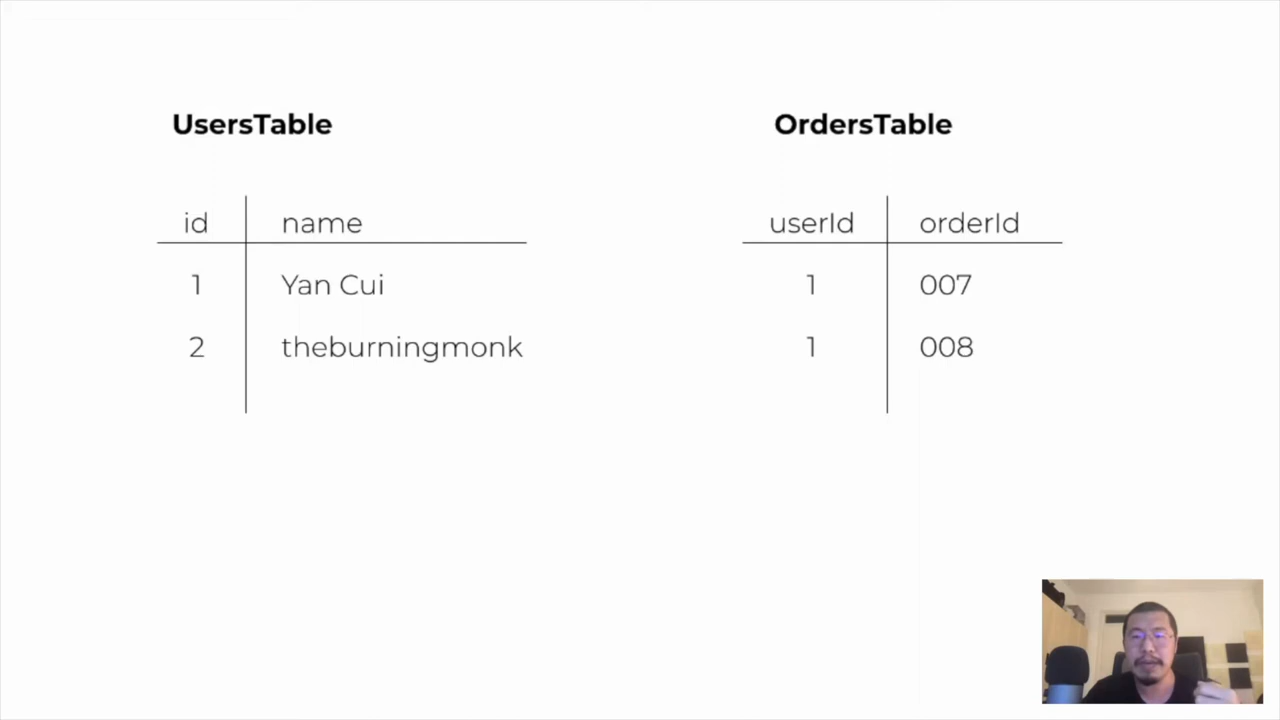 UsersTable
id name
1 Yan Cui
2 theburningmonk
OrdersTable
userId orderId
1 007
1 008